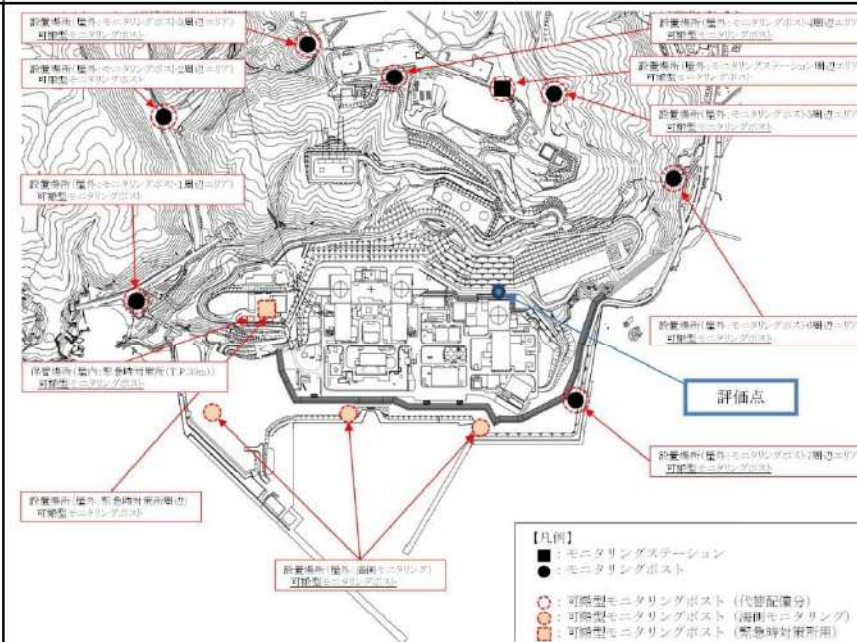 設置場所(屋外:モニタリングポスト3周辺エリア)
可搬型モニタリングポスト
設置場所(屋外:モニタリングポスト4周辺エリア
可搬型モニタリングポスト
設置場所(屋外:モニタリングポスト2周辺エリア)
可搬型モニタリングポスト
設置場所(屋外:モニタリングステーション周辺エリア
可搬型モニタリングポスト
設置場所(屋外:モニタリングポスト5周辺エリア
可搬型モニタリングポスト
設置場所(屋外:モニタリングポスト1周辺エリア)
可搬型モニタリングポスト
設置場所(屋外:モニタリングポスト6周辺エリア
可搬型モニタリングポスト
保管場所(屋内:緊急時対策所(T.P.39m))
可搬型モニタリングポスト
評価点
設置場所(屋外:モニタリングポスト7周辺エリア
可搬型モニタリングポスト
設置場所(屋外:緊急時対策所周辺)
可搬型モニタリングポスト
設置場所(屋外:海側モニタリング)
可搬型モニタリングポスト
【凡例】
:モニタリングステーション
:モニタリングポスト
:可搬型モニタリングポスト(代替配備分)
:可搬型モニタリングポスト(海側モニタリング)
:可搬型モニタリングポスト(緊急時対策所用)